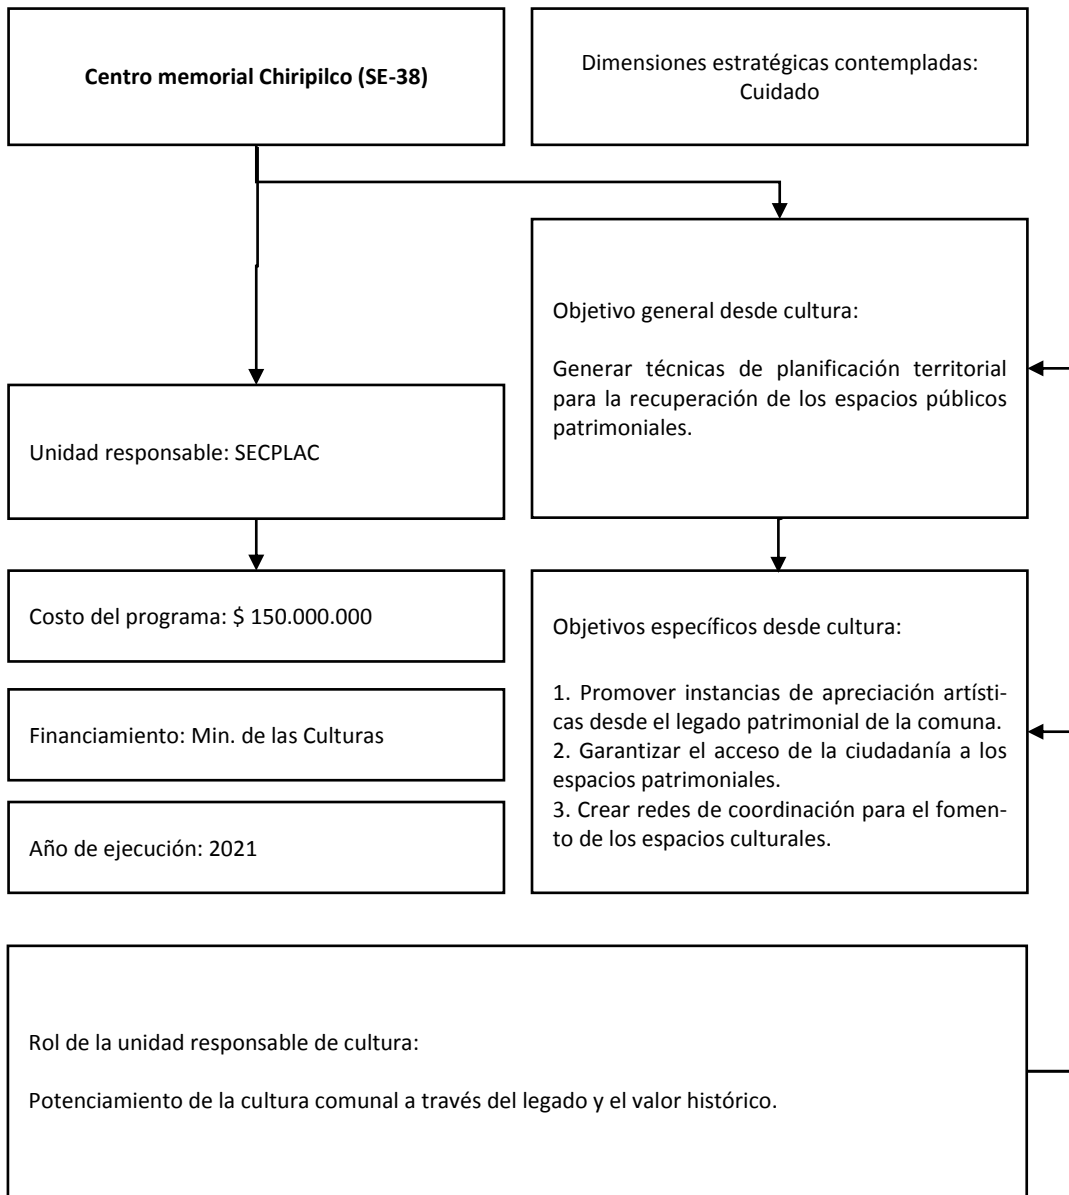 Centro memorial Chiripilco (SE-38)
Dimensiones estratégicas contempladas:
Cuidado
Objetivo general desde cultura:
Generar técnicas de planificación territorial
para la recuperación de los espacios públicos
patrimoniales.
Unidad responsable: SECPLAC
Costo del programa: $ 150.000.000
Financiamiento: Min. de las Culturas
Año de ejecución: 2021
Objetivos específicos desde cultura:
1. Promover instancias de apreciación artísti-
cas desde el legado patrimonial de la comuna.
2. Garantizar el acceso de la ciudadanía a los
espacios patrimoniales.
3. Crear redes de coordinación para el fomen-
to de los espacios culturales.
Rol de la unidad responsable de cultura:
Potenciamiento de la cultura comunal a través del legado y el valor histórico.